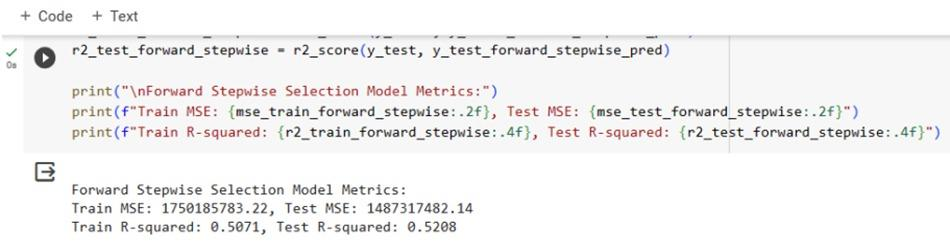 + Code + Text
r2_test_forward_stepwise = r2_score(y_test, y_test_forward_stepwise_pred)
0s
print("\nForward Stepwise Selection Model Metrics:")
print(f"Train MSE: {mse_train_forward_stepwise:.2f}, Test MSE: {mse_test_forward_stepwise:.2f}")
print(f"Train R-squared: {r2_train_forward_stepwise:.4f}, Test R-squared: {r2_test_forward_stepwise:.4f}")
Forward Stepwise Selection Model Metrics:
Train MSE: 1750185783.22, Test MSE: 1487317482.14
Train R-squared: 0.5071, Test R-squared: 0.5208